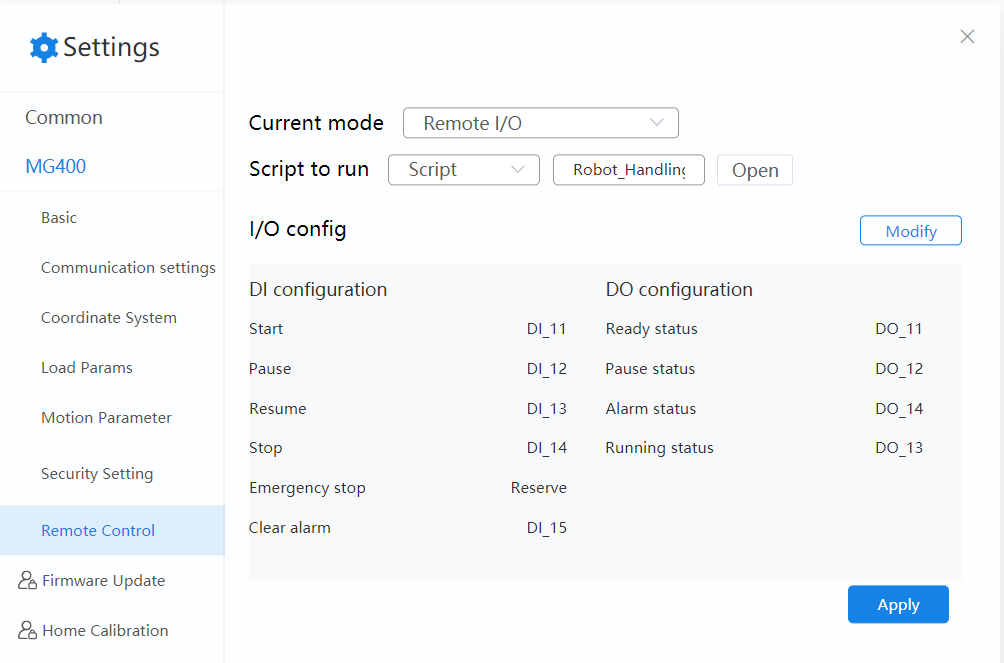 Settings
Common
MG400
Basic
Communication settings
Coordinate System
Load Params
Motion Parameter
Security Setting
Remote Control
Firmware Update
Home Calibration
Current mode Remote I/O
Script to run Script Robot_Handling Open
I/O config Modify
DI configuration DO configuration
Start DI_11 Ready status DO_11
Pause DI_12 Pause status DO_12
Resume DI_13 Alarm status DO_14
Stop DI_14 Running status DO_13
Emergency stop Reserve
Clear alarm DI_15
Apply